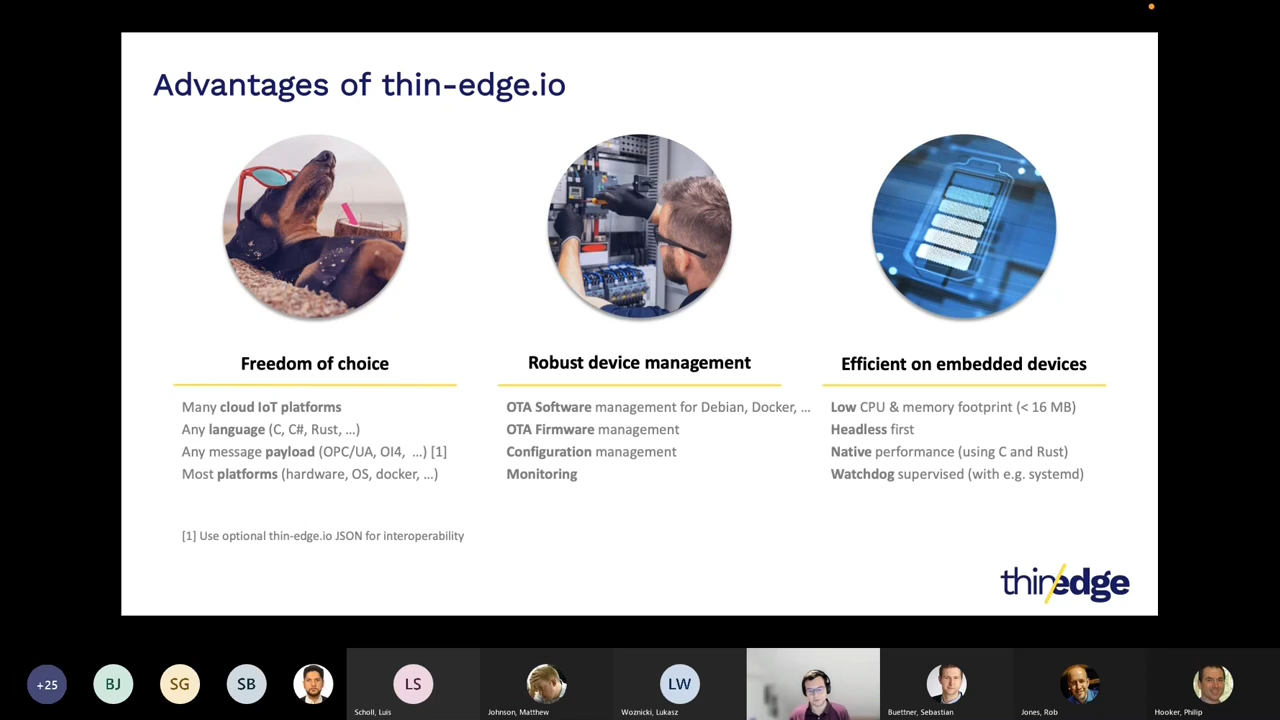 Advantages of thin-edge.io
Freedom of choice
Many cloud IoT platforms
Any language (C, C#, Rust, …)
Any message payload (OPC/UA, OI4, …) [1]
Most platforms (hardware, OS, docker, …)
Robust device management
OTA Software management for Debian, Docker, …
OTA Firmware management
Configuration management
Monitoring
Efficient on embedded devices
Low CPU & memory footprint (< 16 MB)
Headless first
Native performance (using C and Rust)
Watchdog supervised (with e.g. systemd)
[1] Use optional thin-edge.io JSON for interoperability
thin/edge
+25
BJ
SG
SB
LS
Scholl, Luis
Johnson, Matthew
LW
Woznicki, Lukasz
Buettner, Sebastian
Jones, Rob
Hooker, Philip